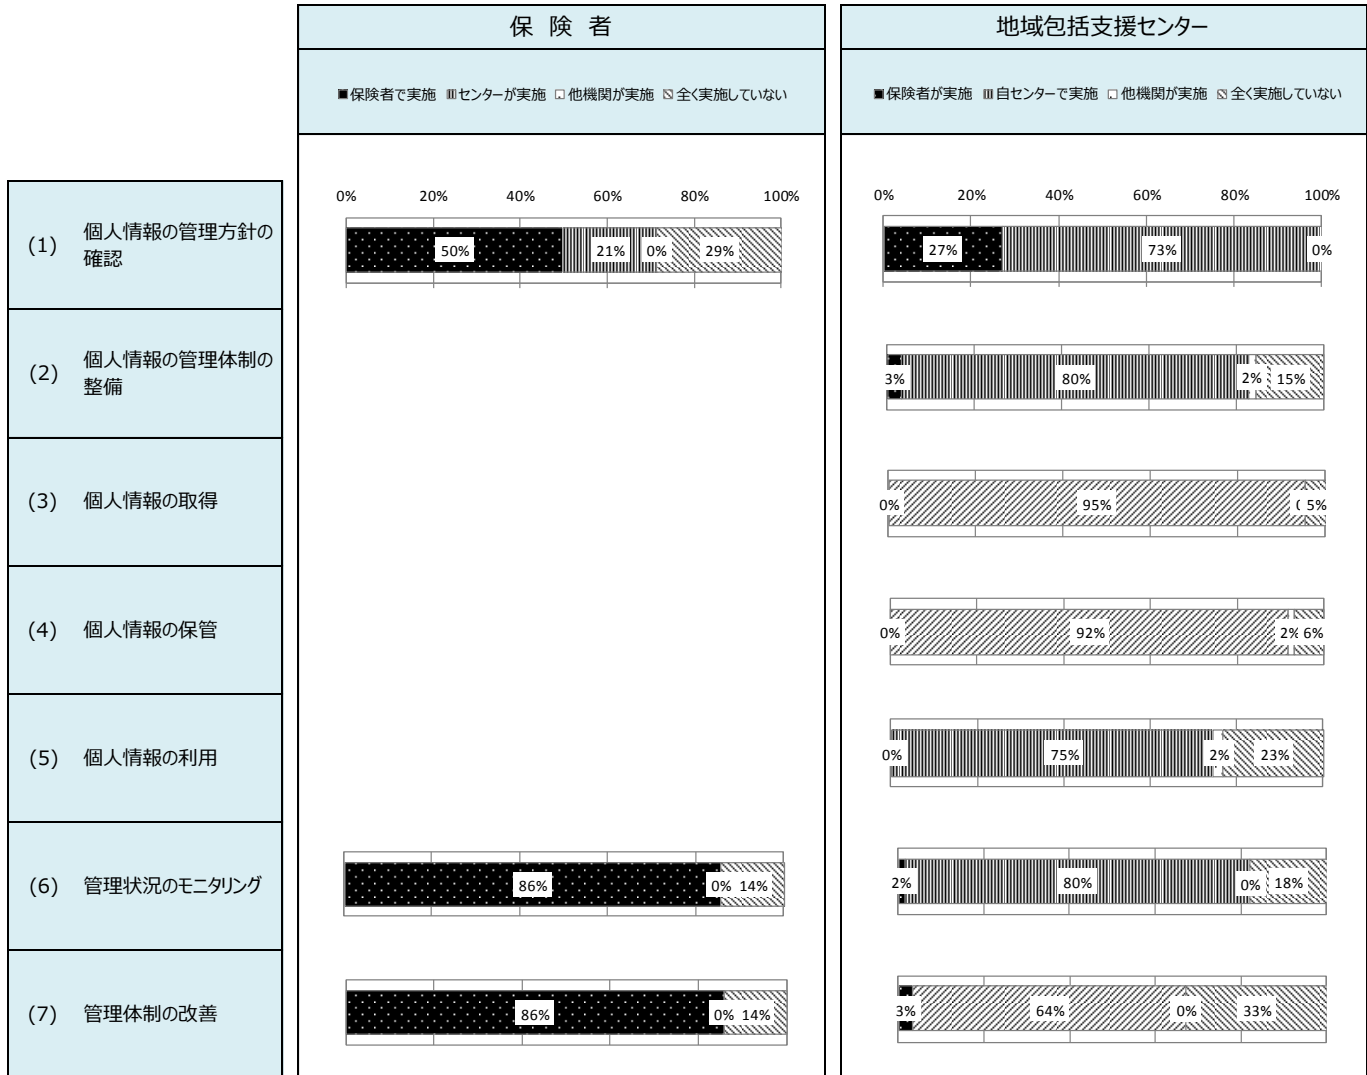 保 険 者
地域包括支援センター
■保険者で実施 センターが実施 他機関が実施 全く実施していない
■保険者が実施 自センターで実施 他機関が実施 全く実施していない
0% 20% 40% 60% 80% 100%
0% 20% 40% 60% 80% 100%
(1) 個人情報の管理方針の
確認
50% 21% 0% 29%
27% 73% 0%
(2) 個人情報の管理体制の
整備
3% 80% 2% 15%
(3) 個人情報の取得
0% 95% 5%
(4) 個人情報の保管
0% 92% 2% 6%
(5) 個人情報の利用
0% 75% 2% 23%
(6) 管理状況のモニタリング
86% 0% 14%
2% 80% 0% 18%
(7) 管理体制の改善
86% 0% 14%
3% 64% 0% 33%